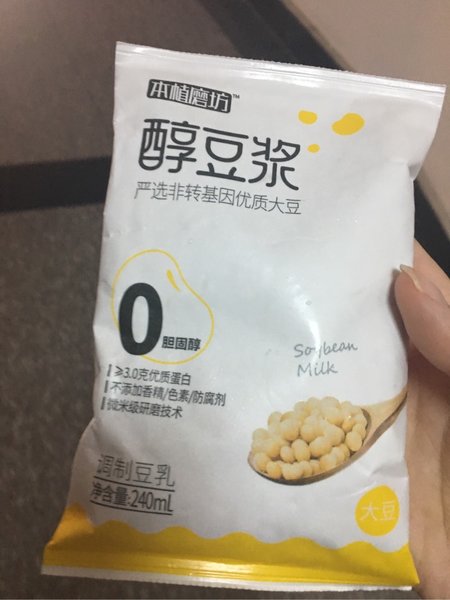 本植磨坊™
醇豆浆
严选非转基因优质大豆
0胆固醇
Soybean
Milk
≥3.0克优质蛋白
不添加香精/色素/防腐剂
微米级研磨技术
调制豆乳
净含量:240mL
大豆